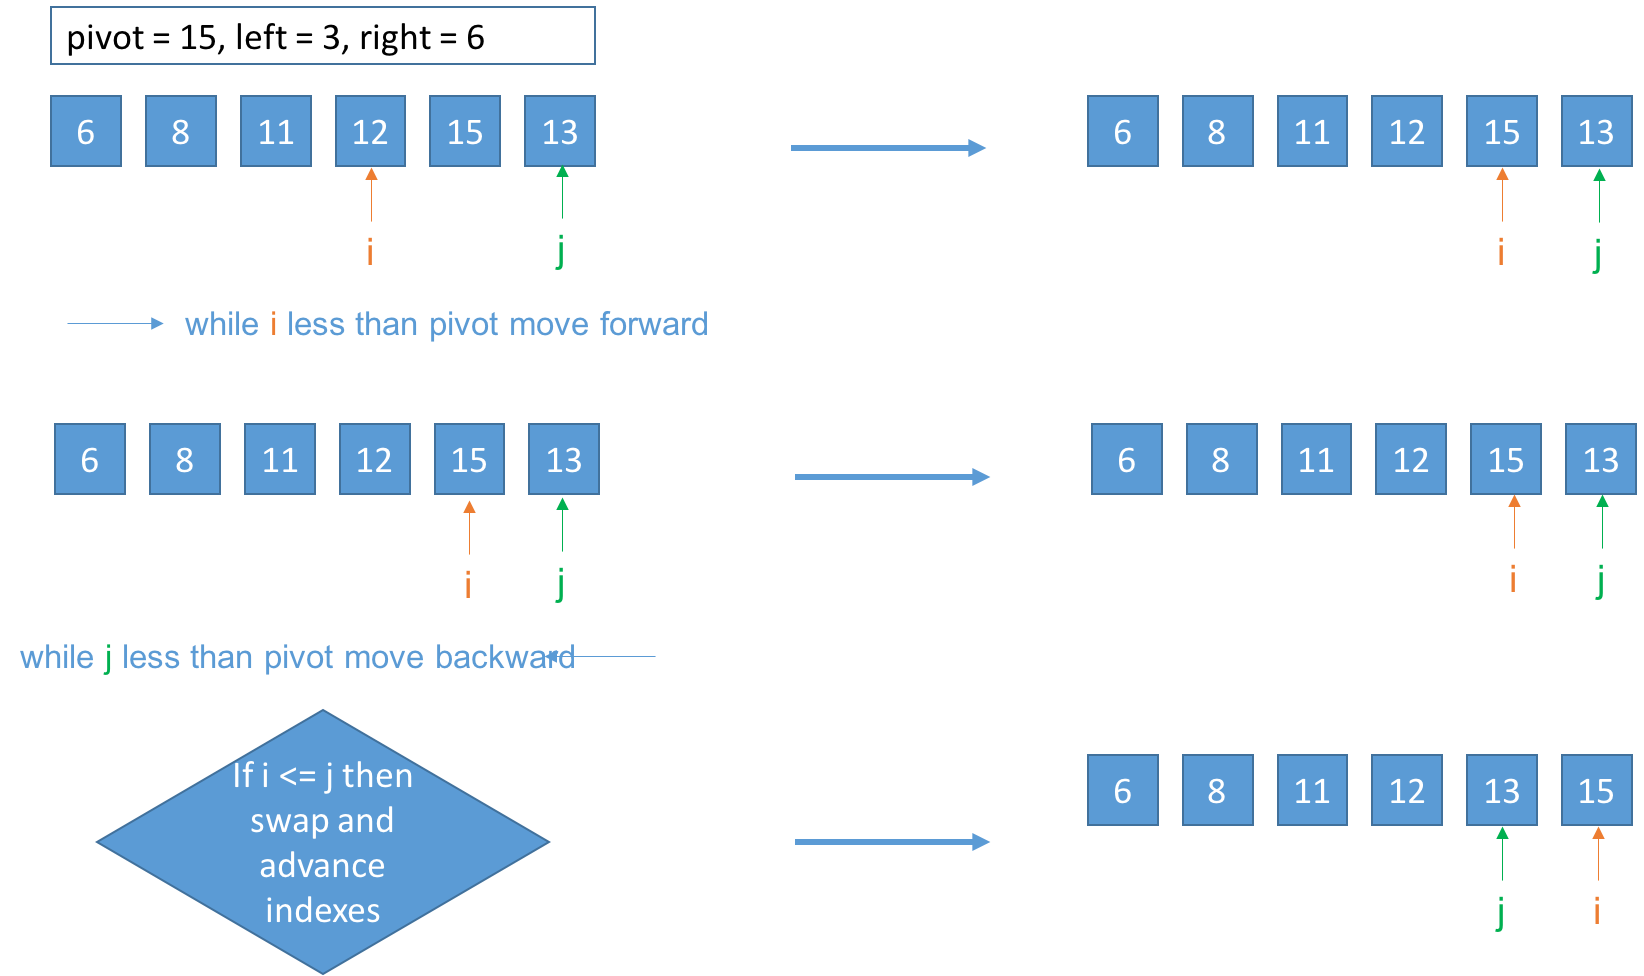 pivot = 15, left = 3, right = 6
6 8 11 12 15 13
6 8 11 12 15 13
i j
i j
while i less than pivot move forward
6 8 11 12 15 13
6 8 11 12 15 13
i j
i j
while j less than pivot move backward
If i <= j then
swap and
advance
indexes
6 8 11 12 13 15
j i